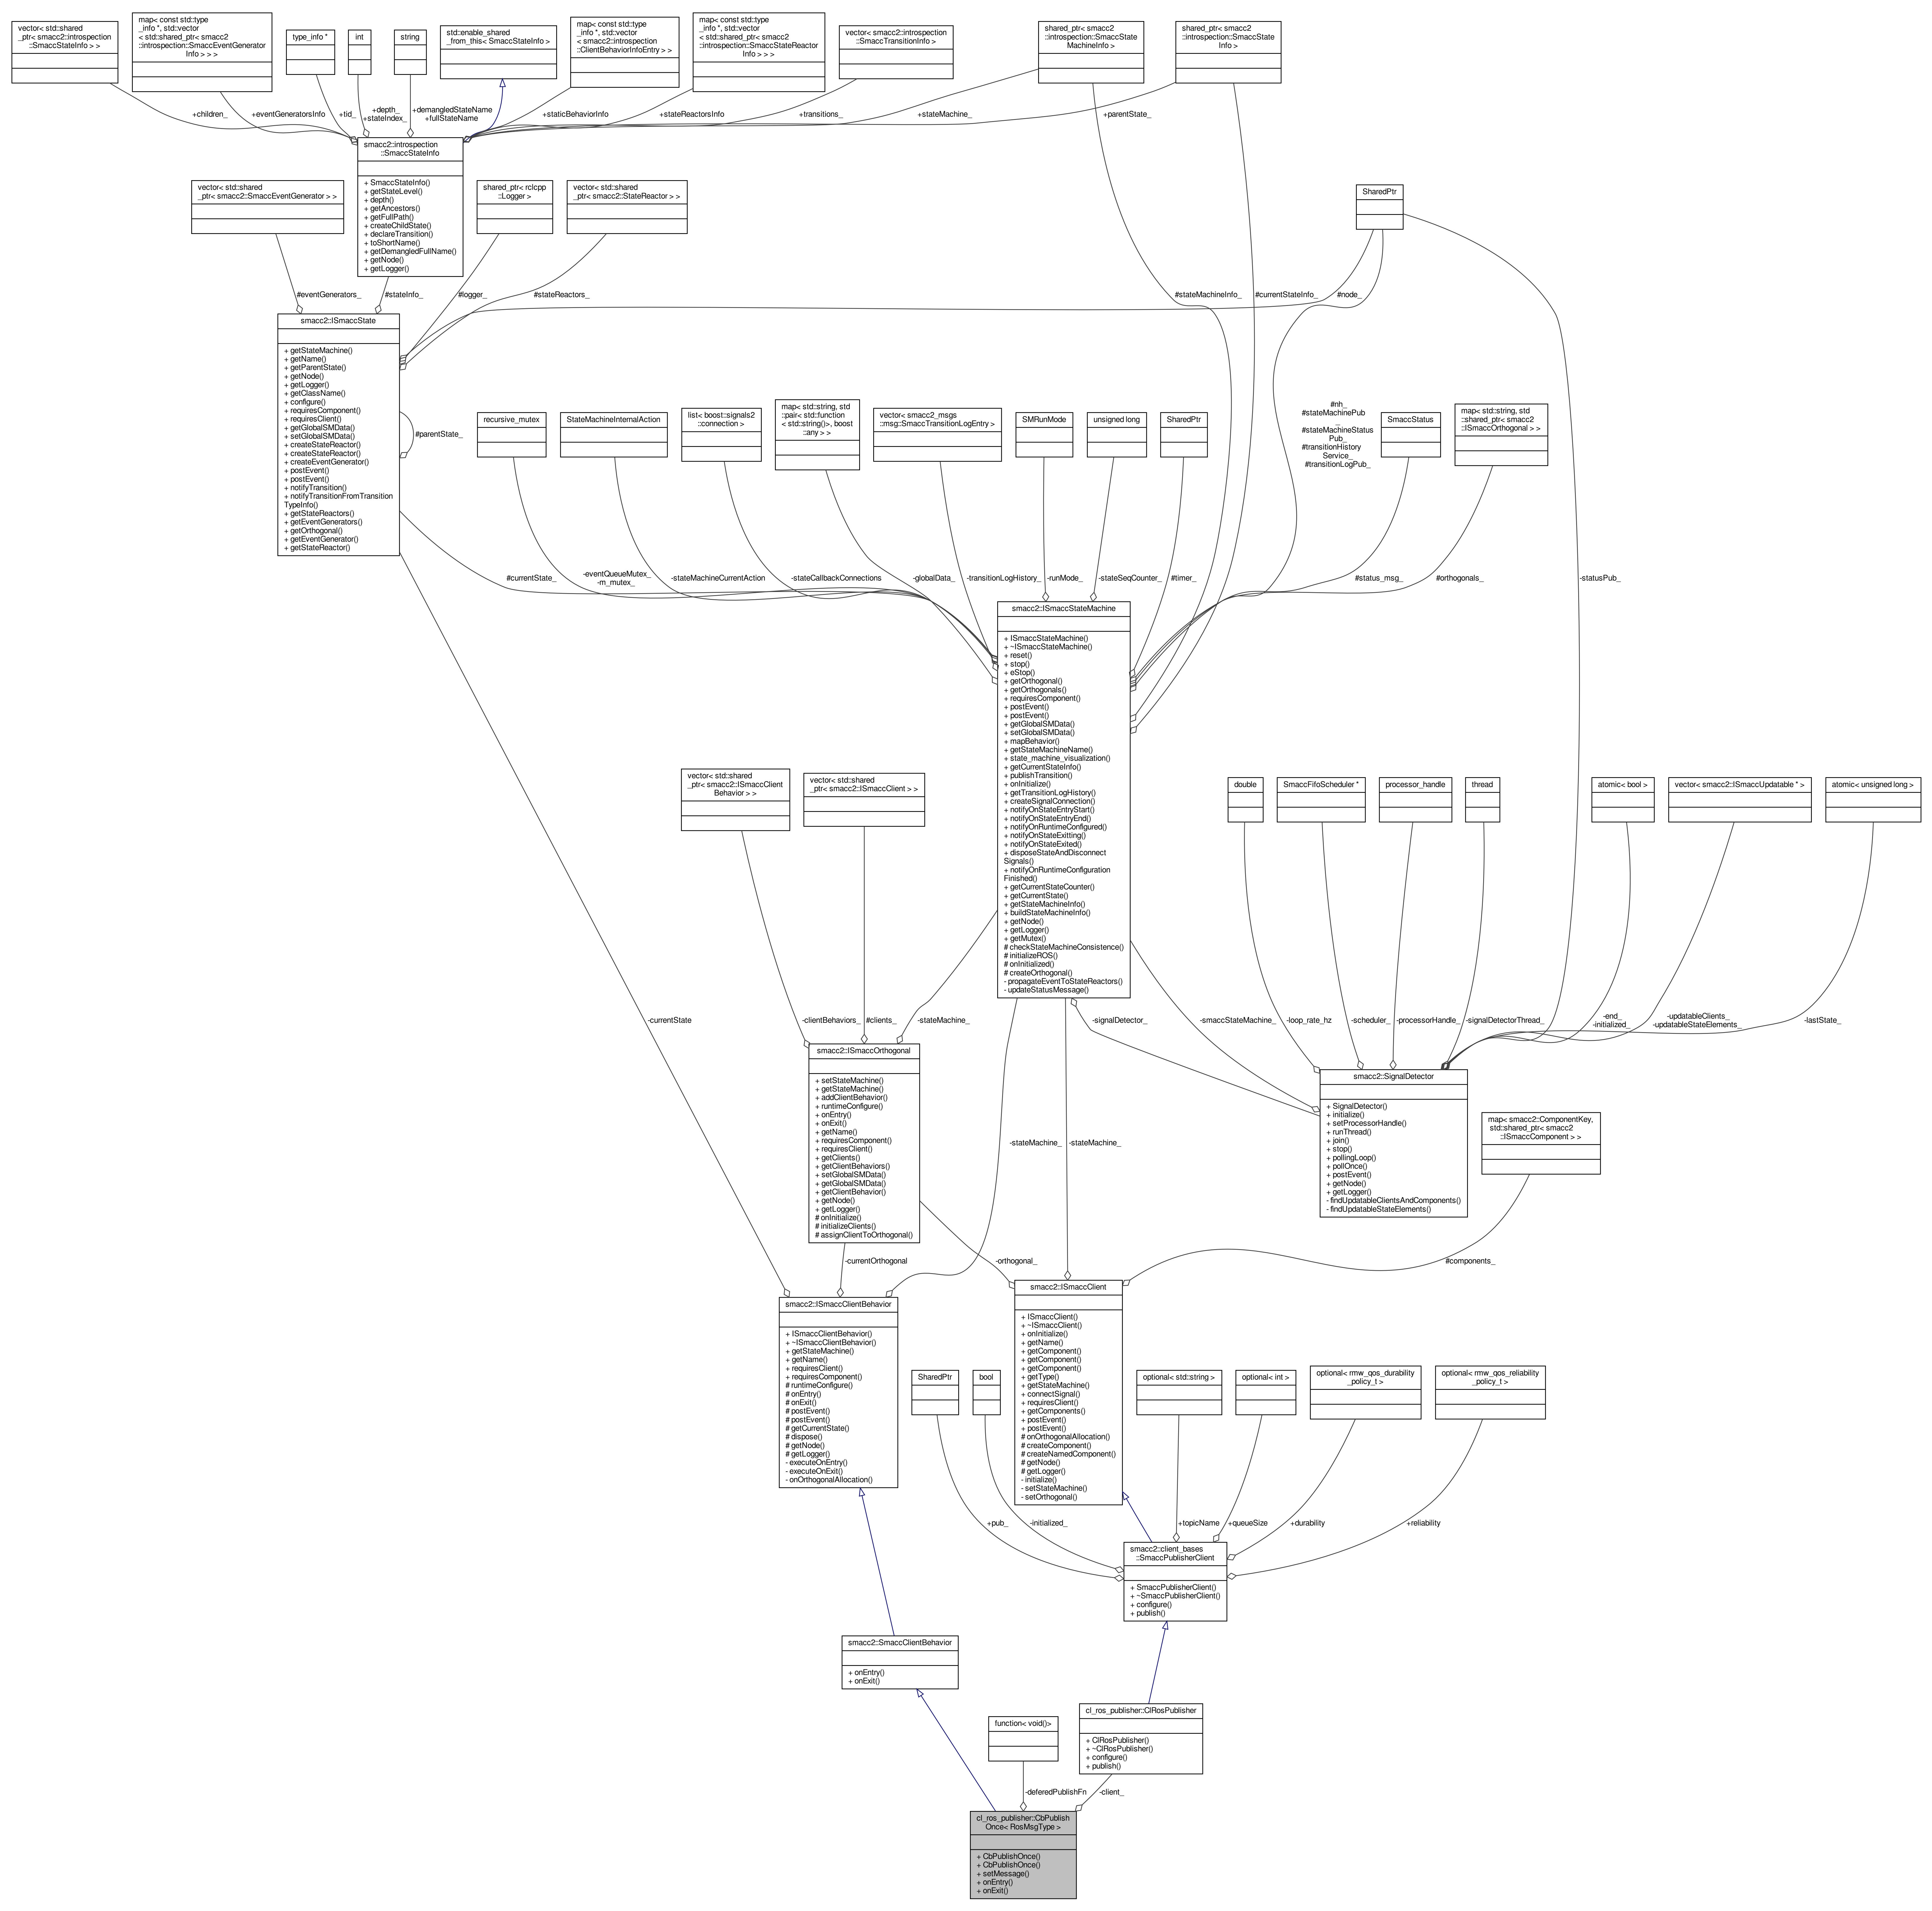 vector< std::shared
_ptr< smacc2::introspection
::SmaccStateInfo > >
map< const std::type
_info *, std::vector
< std::shared_ptr< smacc2
::introspection::SmaccEventGenerator
Info > > >
type_info *
int
string
std::enable_shared
_from_this< SmaccStateInfo >
map< const std::type
_info *, std::vector
< smacc2::introspection
::ClientBehaviorInfoEntry > >
map< const std::type
_info *, std::vector
< std::shared_ptr< smacc2
::introspection::SmaccStateReactor
Info > > >
vector< smacc2::introspection
::SmaccTransitionInfo >
shared_ptr< smacc2
::introspection::SmaccState
MachineInfo >
shared_ptr< smacc2
::introspection::SmaccState
Info >
+children_
+eventGeneratorsInfo
+tid_
+depth_
+stateIndex_
+demangledStateName
+fullStateName
+staticBehaviorInfo
+stateReactorsInfo
+transitions_
+stateMachine_
+parentState_
smacc2::introspection
::SmaccStateInfo
+ SmaccStateInfo()
+ getStateLevel()
+ depth()
+ getAncestors()
+ getFullPath()
+ createChildState()
+ declareTransition()
+ toShortName()
+ getDemangledFullName()
+ getNode()
+ getLogger()
vector< std::shared
_ptr< smacc2::SmaccEventGenerator > >
shared_ptr< rclcpp
::Logger >
vector< std::shared
_ptr< smacc2::StateReactor > >
SharedPtr
#eventGenerators_
#stateInfo_
#logger_
#stateReactors_
#stateMachineInfo_
#currentStateInfo_
#node_
smacc2::ISmaccState
+ getStateMachine()
+ getName()
+ getParentState()
+ getNode()
+ getLogger()
+ getClassName()
+ configure()
+ requiresComponent()
+ requiresClient()
+ getGlobalSMData()
+ setGlobalSMData()
+ createStateReactor()
+ createStateReactor()
+ createEventGenerator()
+ postEvent()
+ postEvent()
+ notifyTransition()
+ notifyTransitionFromTransition
TypeInfo()
+ getStateReactors()
+ getEventGenerators()
+ getOrthogonal()
+ getEventGenerator()
+ getStateReactor()
#parentState_
recursive_mutex
StateMachineInternalAction
list< boost::signals2
::connection >
map< std::string, std
::pair< std::function
< std::string()>, boost
::any > >
vector< smacc2_msgs
::msg::SmaccTransitionLogEntry >
SMRunMode
unsigned long
SharedPtr
#nh_
#stateMachinePub
_
#stateMachineStatus
Pub_
#transitionHistory
Service_
#transitionLogPub_
SmaccStatus
map< std::string, std
::shared_ptr< smacc2
::ISmaccOrthogonal > >
#currentState_
-eventQueueMutex_
-m_mutex_
-stateMachineCurrentAction
-stateCallbackConnections
-globalData_
-transitionLogHistory_
-runMode_
-stateSeqCounter_
#timer_
#status_msg_
#orthogonals_
-statusPub_
smacc2::ISmaccStateMachine
+ ISmaccStateMachine()
+ ~ISmaccStateMachine()
+ reset()
+ stop()
+ eStop()
+ getOrthogonal()
+ getOrthogonals()
+ requiresComponent()
+ postEvent()
+ postEvent()
+ getGlobalSMData()
+ setGlobalSMData()
+ mapBehavior()
+ getStateMachineName()
+ state_machine_visualization()
+ getCurrentStateInfo()
+ publishTransition()
+ onInitialize()
+ getTransitionLogHistory()
+ createSignalConnection()
+ notifyOnStateEntryStart()
+ notifyOnStateEntryEnd()
+ notifyOnRuntimeConfigured()
+ notifyOnStateExitting()
+ notifyOnStateExited()
+ disposeStateAndDisconnect
Signals()
+ notifyOnRuntimeConfiguration
Finished()
+ getCurrentStateCounter()
+ getCurrentState()
+ getStateMachineInfo()
+ buildStateMachineInfo()
+ getNode()
+ getLogger()
+ getMutex()
# checkStateMachineConsistence()
# initializeROS()
# onInitialized()
# createOrthogonal()
- propagateEventToStateReactors()
- updateStatusMessage()
vector< std::shared
_ptr< smacc2::ISmaccClient
Behavior > >
vector< std::shared
_ptr< smacc2::ISmaccClient > >
double
SmaccFifoScheduler *
processor_handle
thread
atomic< bool >
vector< smacc2::ISmaccUpdatable * >
atomic< unsigned long >
-currentState
-clientBehaviors_
#clients_
-stateMachine_
-signalDetector_
-smaccStateMachine_
-loop_rate_hz
-scheduler_
-processorHandle_
-signalDetectorThread_
-end_
-initialized_
-updatableClients_
-updatableStateElements_
-lastState_
smacc2::ISmaccOrthogonal
+ setStateMachine()
+ getStateMachine()
+ addClientBehavior()
+ runtimeConfigure()
+ onEntry()
+ onExit()
+ getName()
+ requiresComponent()
+ requiresClient()
+ getClients()
+ getClientBehaviors()
+ setGlobalSMData()
+ getGlobalSMData()
+ getClientBehavior()
+ getNode()
+ getLogger()
# onInitialize()
# initializeClients()
# assignClientToOrthogonal()
smacc2::SignalDetector
+ SignalDetector()
+ initialize()
+ setProcessorHandle()
+ runThread()
+ join()
+ stop()
+ pollingLoop()
+ pollOnce()
+ postEvent()
+ getNode()
+ getLogger()
- findUpdatableClientsAndComponents()
- findUpdatableStateElements()
map< smacc2::ComponentKey,
std::shared_ptr< smacc2
::ISmaccComponent > >
-stateMachine_
-stateMachine_
-currentOrthogonal
-orthogonal_
#components_
smacc2::ISmaccClientBehavior
+ ISmaccClientBehavior()
+ ~ISmaccClientBehavior()
+ getStateMachine()
+ getName()
+ requiresClient()
+ requiresComponent()
# runtimeConfigure()
# onEntry()
# onExit()
# postEvent()
# postEvent()
# getCurrentState()
# dispose()
# getNode()
# getLogger()
- executeOnEntry()
- executeOnExit()
- onOrthogonalAllocation()
smacc2::ISmaccClient
+ ISmaccClient()
+ ~ISmaccClient()
+ onInitialize()
+ getName()
+ getComponent()
+ getComponent()
+ getComponent()
+ getType()
+ getStateMachine()
+ connectSignal()
+ requiresClient()
+ getComponents()
+ postEvent()
+ postEvent()
# onOrthogonalAllocation()
# createComponent()
# createNamedComponent()
# getNode()
# getLogger()
- initialize()
- setStateMachine()
- setOrthogonal()
SharedPtr
bool
optional< std::string >
optional< int >
optional< rmw_qos_durability
_policy_t >
optional< rmw_qos_reliability
_policy_t >
+pub_
-initialized_
+topicName
+queueSize
+durability
+reliability
smacc2::client_bases
::SmaccPublisherClient
+ SmaccPublisherClient()
+ ~SmaccPublisherClient()
+ configure()
+ publish()
smacc2::SmaccClientBehavior
+ onEntry()
+ onExit()
function< void()>
cl_ros_publisher::ClRosPublisher
+ ClRosPublisher()
+ ~ClRosPublisher()
+ configure()
+ publish()
-deferedPublishFn
-client_
cl_ros_publisher::CbPublish
Once< RosMsgType >
+ CbPublishOnce()
+ CbPublishOnce()
+ setMessage()
+ onEntry()
+ onExit()